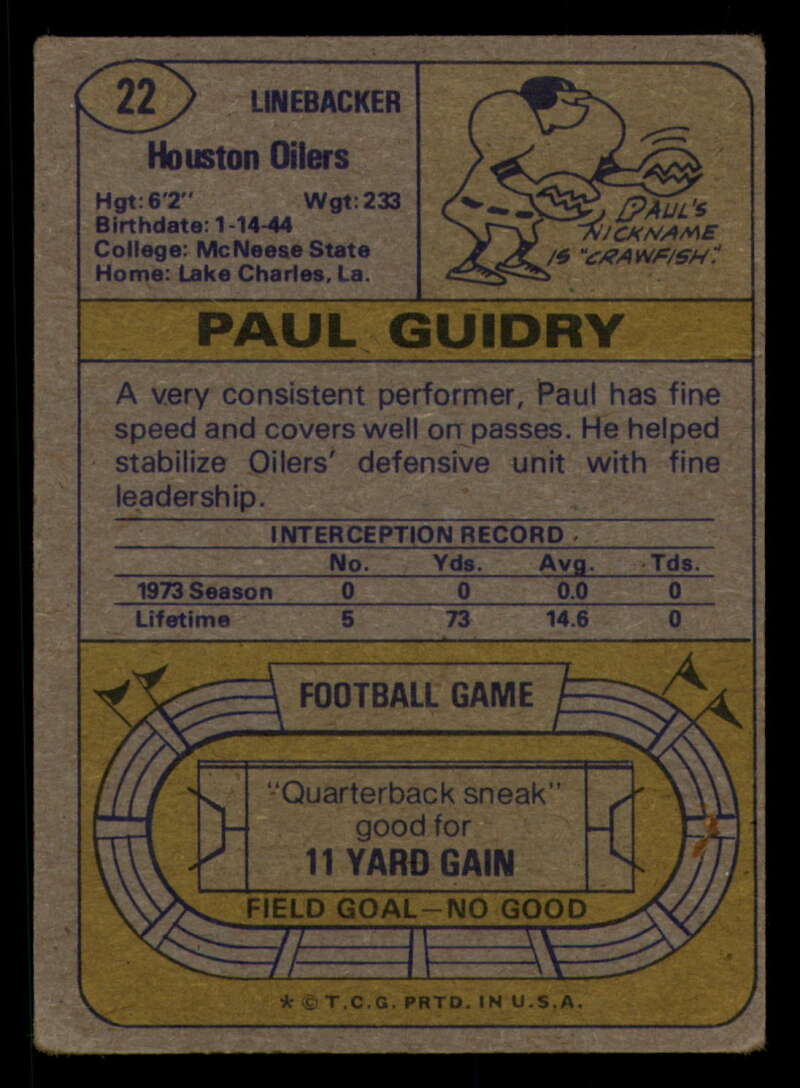 22
LINEBACKER
Houston Oilers
Hgt: 6'2" Wgt: 233
Birthdate: 1-14-44
College: McNeese State
Home: Lake Charles, La.
PAUL'S
NICKNAME
IS "CRAWFISH".
PAUL GUIDRY
A very consistent performer, Paul has fine
speed and covers well on passes. He helped
stabilize Oilers' defensive unit with fine
leadership.
INTERCEPTION RECORD
No. Yds. Avg. Tds.
1973 Season 0 0 0.0 0
Lifetime 5 73 14.6 0
FOOTBALL GAME
"Quarterback sneak"
good for
11 YARD GAIN
FIELD GOAL—NO GOOD
* © T.C.G. PRTD. IN U.S.A.